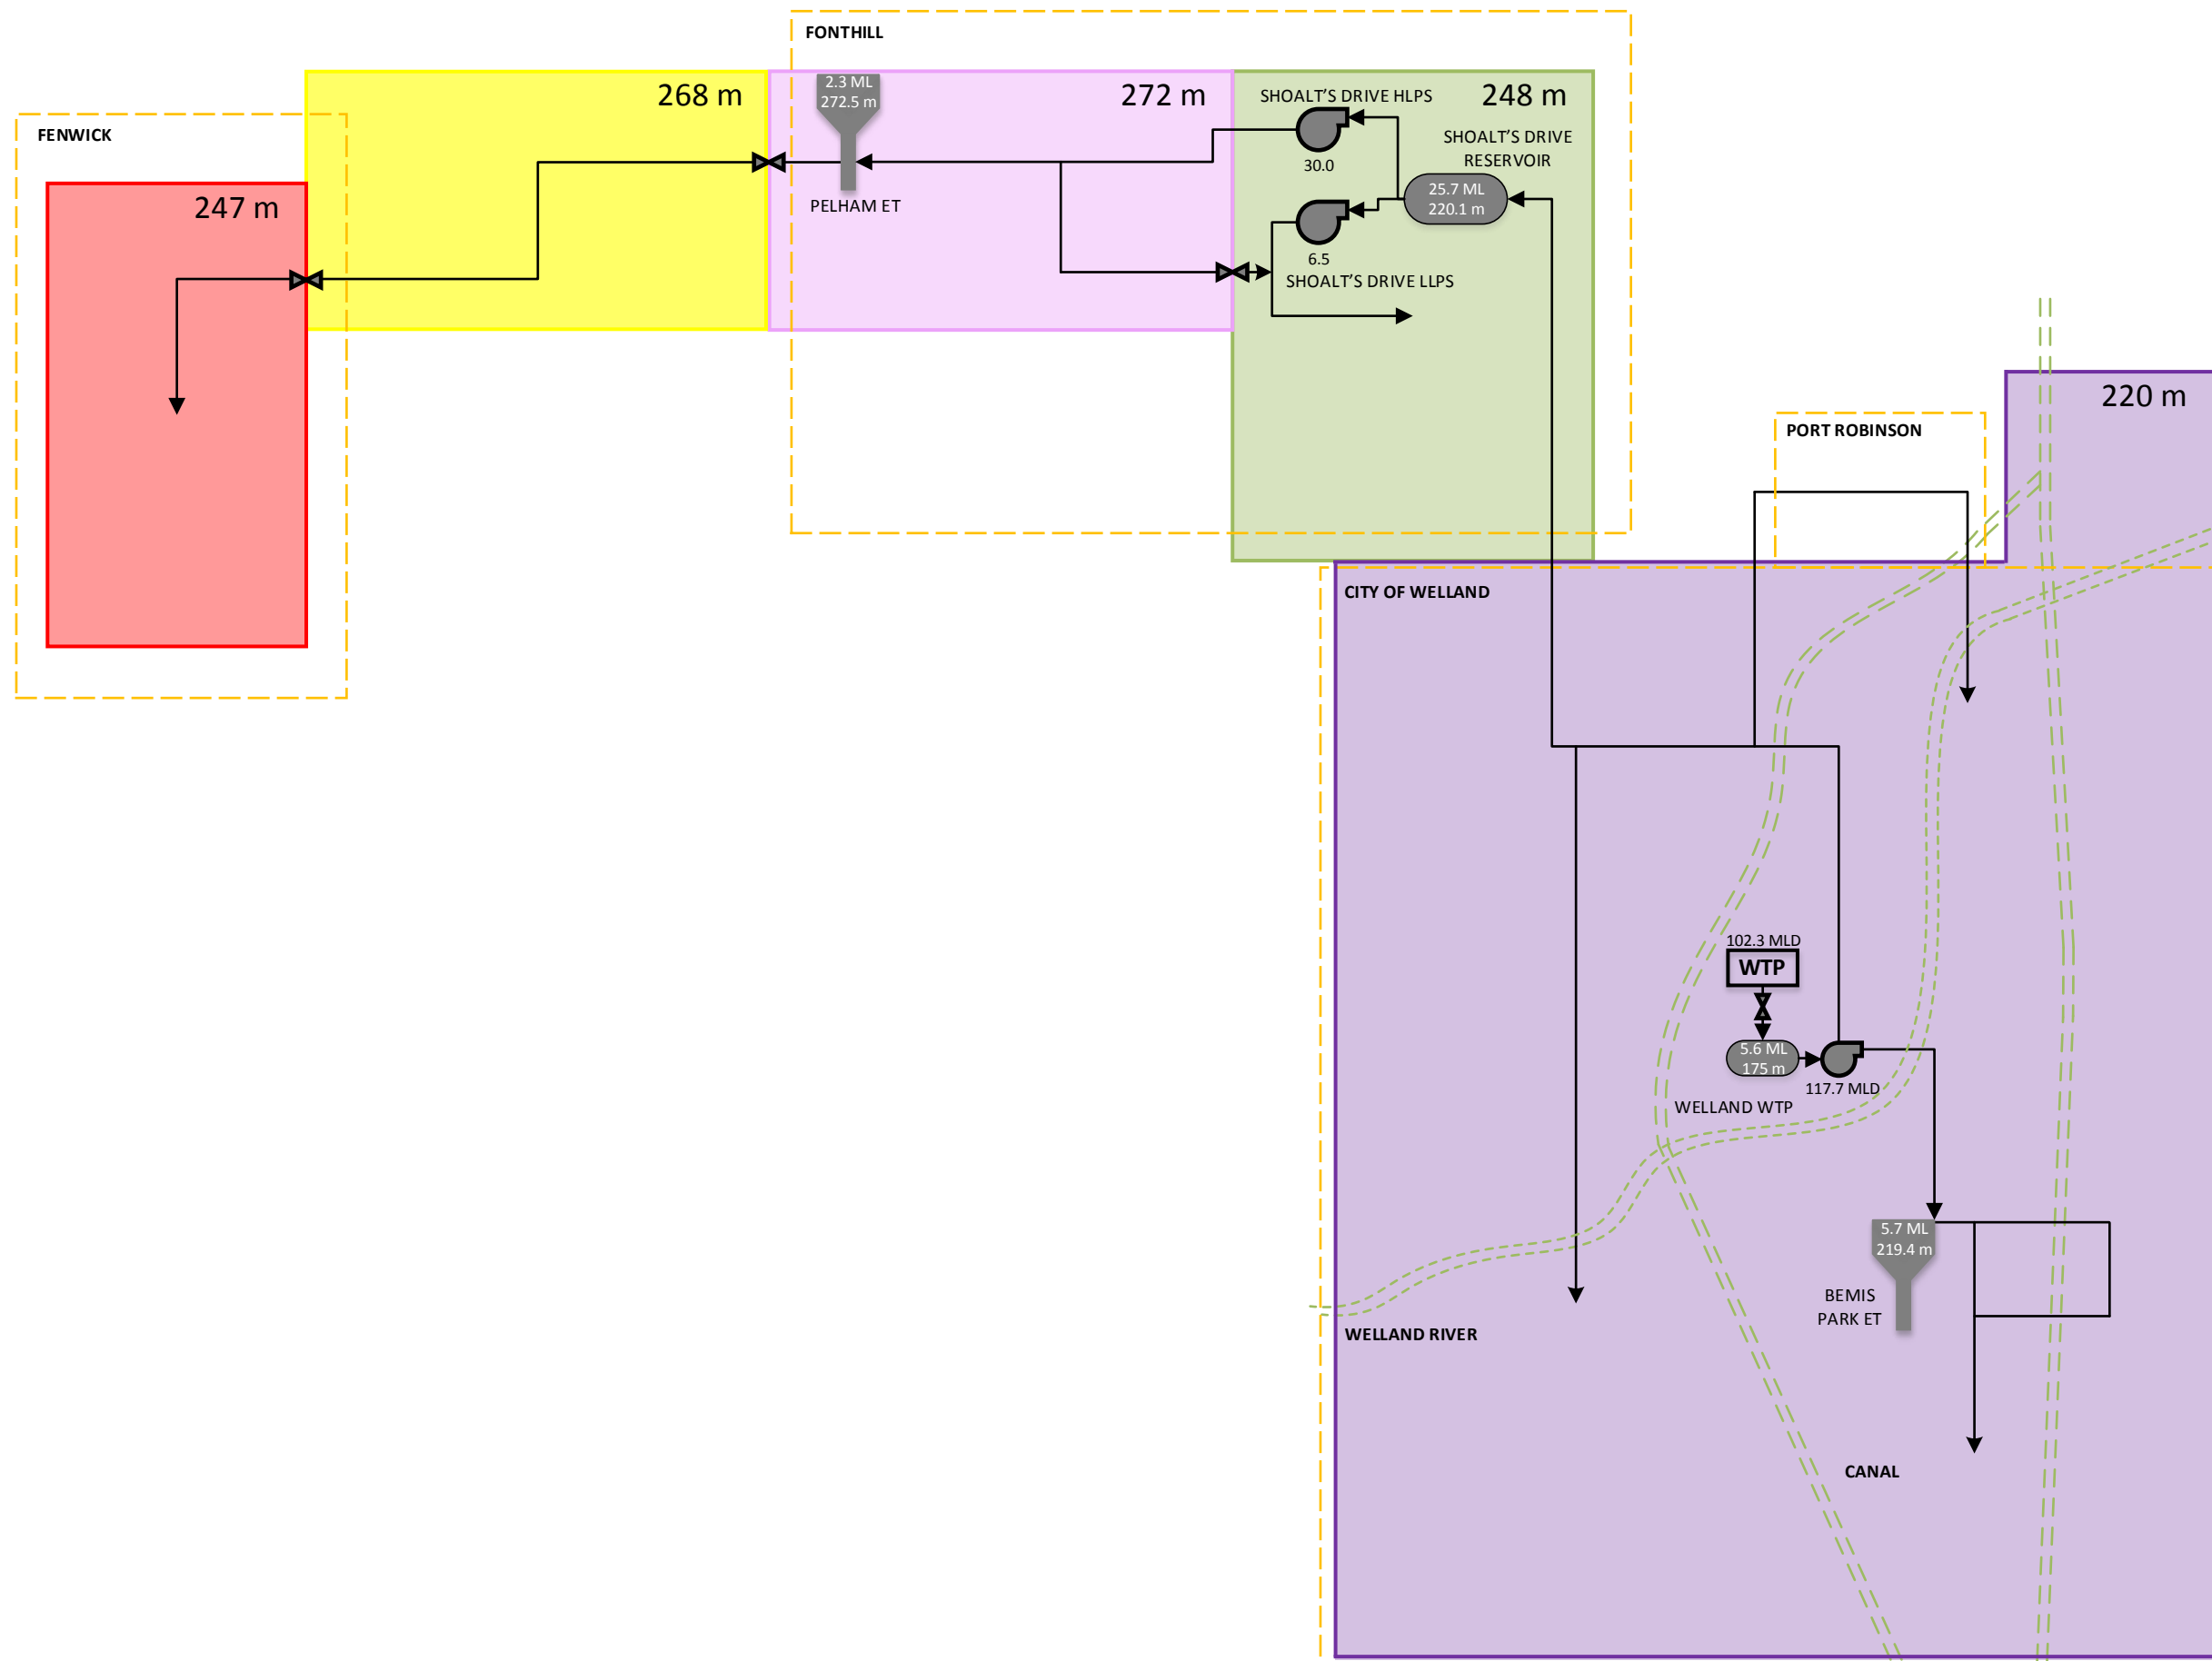 FONTHILL
268 m
2.3 ML
272.5 m
272 m
SHOALT'S DRIVE HLPS
248 m
FENWICK
SHOALT'S DRIVE
RESERVOIR
30.0
25.7 ML
220.1 m
247 m
PELHAM ET
6.5
SHOALT'S DRIVE LLPS
220 m
PORT ROBINSON
CITY OF WELLAND
102.3 MLD
WTP
5.6 ML
175 m
117.7 MLD
WELLAND WTP
5.7 ML
219.4 m
BEMIS
PARK ET
WELLAND RIVER
CANAL